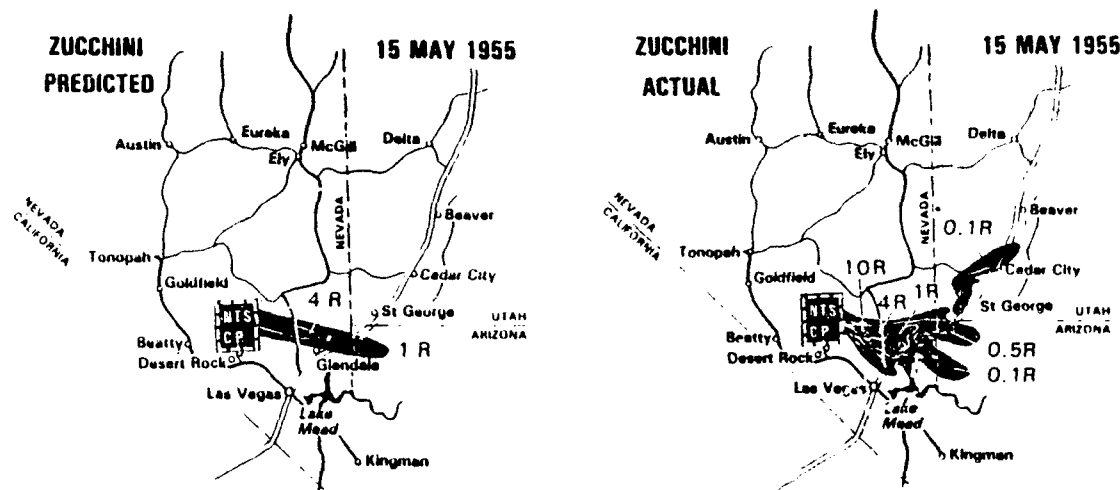 ZUCCHINI
PREDICTED
15 MAY 1955
Austin
Eureka
McGill
Ely
Delta
NEVADA
CALIFORNIA
NEVADA
Beaver
Tonopah
Goldfield
Cedar City
4 R
NTS
CP
St George
UTAH
ARIZONA
Beatty
Desert Rock
Glendale
1 R
Las Vegas
Lake
Mead
Kingman
ZUCCHINI
ACTUAL
15 MAY 1955
Austin
Eureka
McGill
Ely
Delta
NEVADA
CALIFORNIA
NEVADA
Beaver
0.1R
Tonopah
Goldfield
10R
Cedar City
4R
1R
NTS
CP
St George
UTAH
ARIZONA
Beatty
Desert Rock
0.5R
0.1R
Las Vegas
Lake
Mead
Kingman